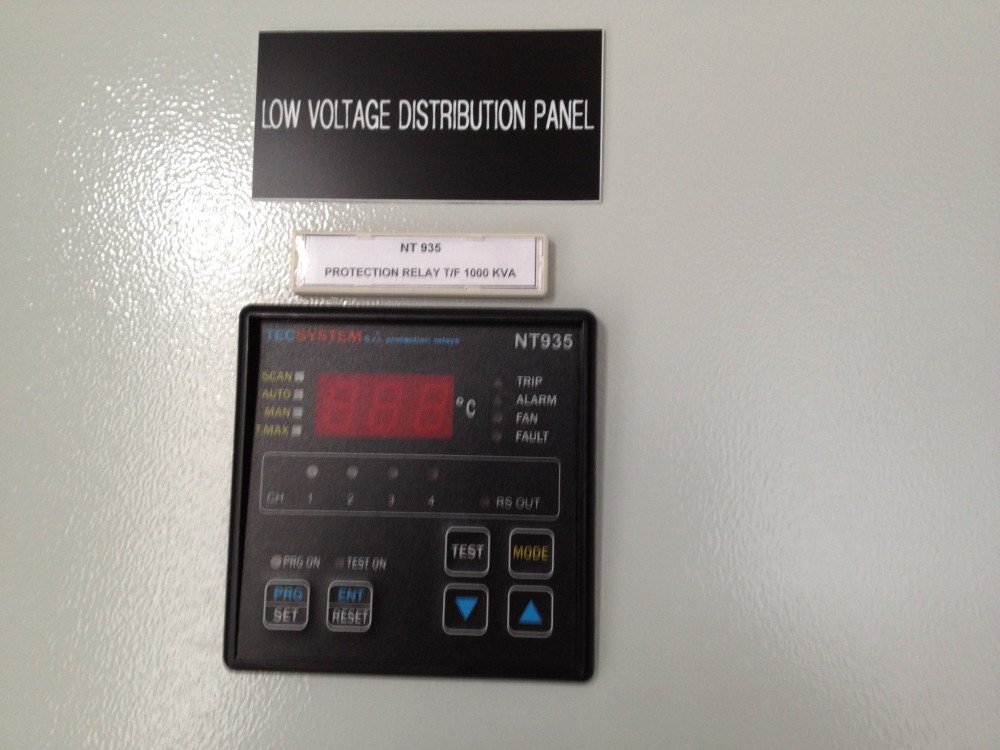 LOW VOLTAGE DISTRIBUTION PANEL
NT 935
PROTECTION RELAY T/F 1000 KVA
TECSYSTEM s.r.l. protection relays
NT935
SCAN
AUTO
MAN
T.MAX
°C
TRIP
ALARM
FAN
FAULT
CH 1 2 3 4
RS OUT
PRG ON
TEST ON
TEST
MODE
PRG
SET
ENT
RESET